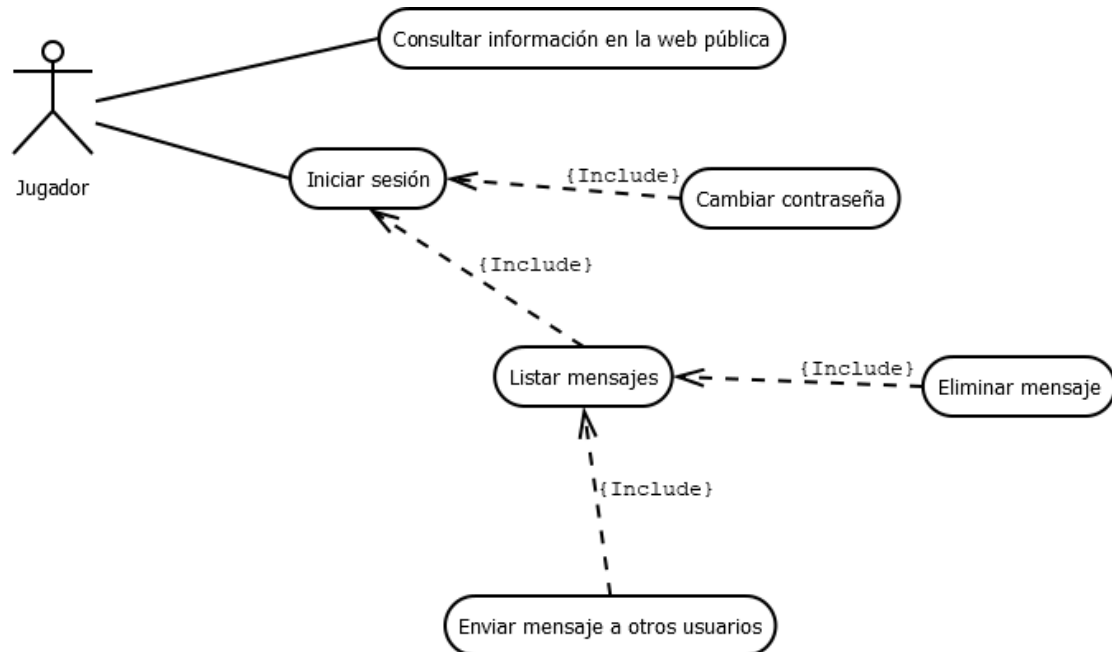 Consultar información en la web pública
Jugador
Iniciar sesión
{Include}
Cambiar contraseña
{Include}
Listar mensajes
{Include}
Eliminar mensaje
{Include}
Enviar mensaje a otros usuarios